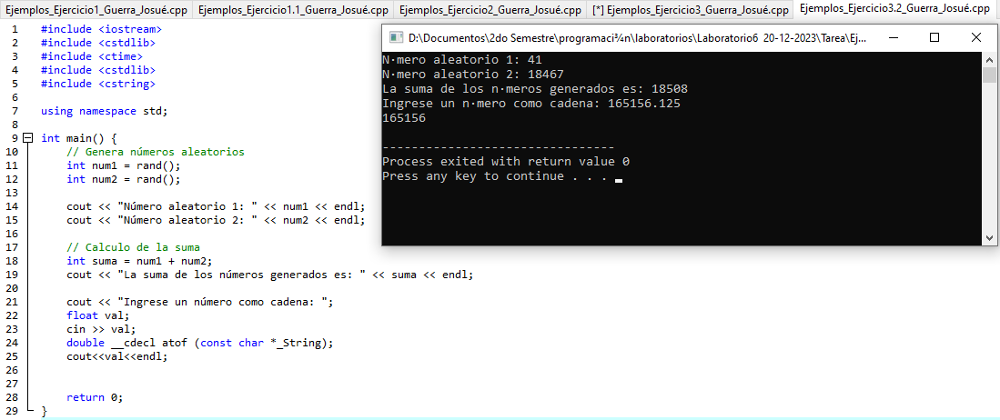 Ejemplos_Ejercicio1_Guerra_Josué.cpp Ejemplos_Ejercicio1.1_Guerra_Josué.cpp Ejemplos_Ejercicio2_Guerra_Josué.cpp [*] Ejemplos_Ejercicio3_Guerra_Josué.cpp Ejemplos_Ejercicio3.2_Guerra_Josué.cpp
1 #include <iostream>
2 #include <cstdlib>
3 #include <ctime>
4 #include <cstdlib>
5 #include <cstring>
6
7 using namespace std;
8
9 int main() {
10 // Genera números aleatorios
11 int num1 = rand();
12 int num2 = rand();
13
14 cout << "Número aleatorio 1: " << num1 << endl;
15 cout << "Número aleatorio 2: " << num2 << endl;
16
17 // Calculo de la suma
18 int suma = num1 + num2;
19 cout << "La suma de los números generados es: " << suma << endl;
20
21 cout << "Ingrese un número como cadena: ";
22 float val;
23 cin >> val;
24 double __cdecl atof (const char *_String);
25 cout<<val<<endl;
26
27
28 return 0;
29 }
D:\Documentos\2do Semestre\programaci¾n\laboratorios\Laboratorio6 20-12-2023\Tarea\Ej...
N·mero aleatorio 1: 41
N·mero aleatorio 2: 18467
La suma de los n·meros generados es: 18508
Ingrese un n·mero como cadena: 165156.125
165156
--------------------------------
Process exited with return value 0
Press any key to continue . . .